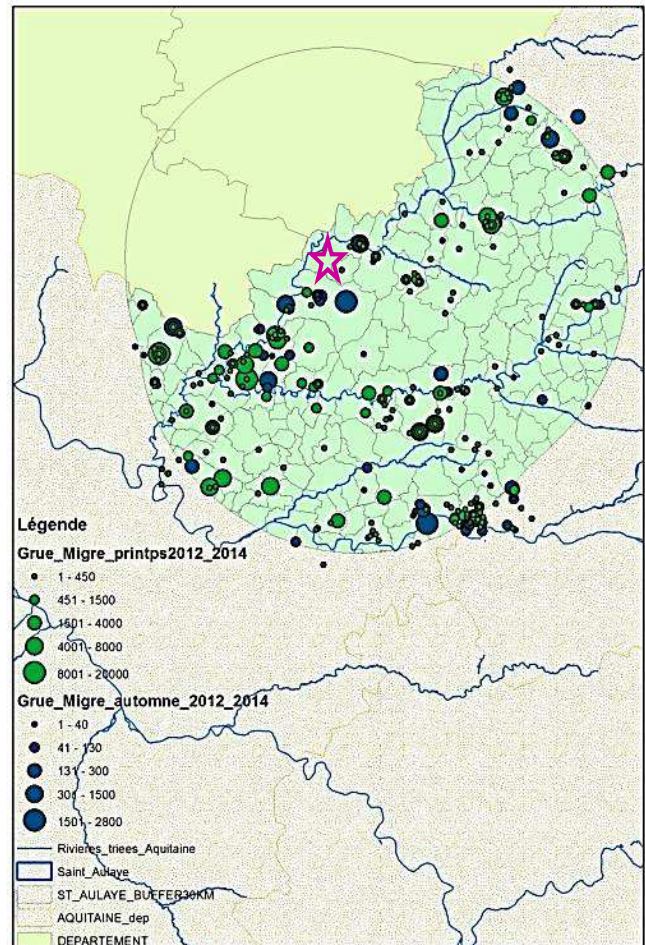 Légende
Grue_Migre_printps2012_2014
1 - 450
451 - 1500
1501 - 4000
4001 - 8000
8001 - 20000
Grue_Migre_automne_2012_2014
1 - 40
41 - 130
131 - 300
301 - 1500
1501 - 2800
Rivieres_triees_Aquitaine
Saint_Aulaye
ST_AULAYE_BUFFER30KM
AQUITAINE_dep
DEPARTEMENT